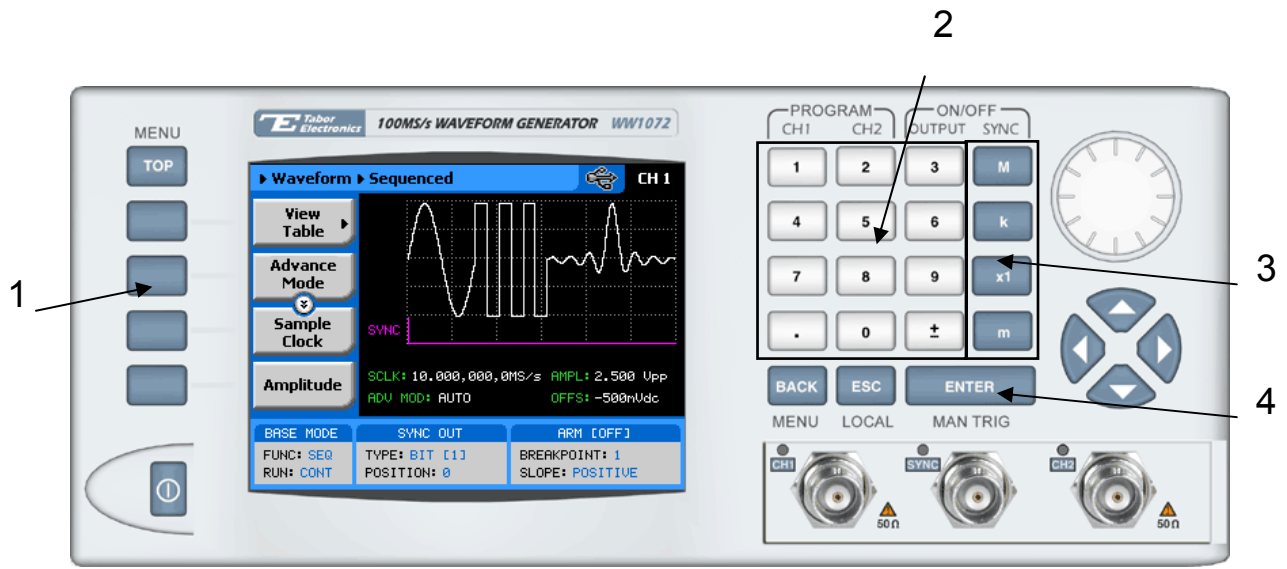 2
1
3
4
MENU
TOP
Tabor Electronics
100MS/s WAVEFORM GENERATOR WW1072
Waveform Sequenced CH 1
View Table
Advance Mode
Sample Clock
Amplitude
SYNC
SCLK: 10.000,000,0MS/s AMPL: 2.500 Vpp
ADV MOD: AUTO OFFS: -500mVdc
BASE MODE SYNC OUT ARM [OFF]
FUNC: SEQ TYPE: BIT [1] BREAKPOINT: 1
RUN: CONT POSITION: 0 SLOPE: POSITIVE
PROGRAM ON/OFF
CH1 CH2 OUTPUT SYNC
1 2 3 M
4 5 6 k
7 8 9 x1
. 0 ± m
BACK ESC ENTER
MENU LOCAL MAN TRIG
CH1 SYNC CH2
50Ω 50Ω